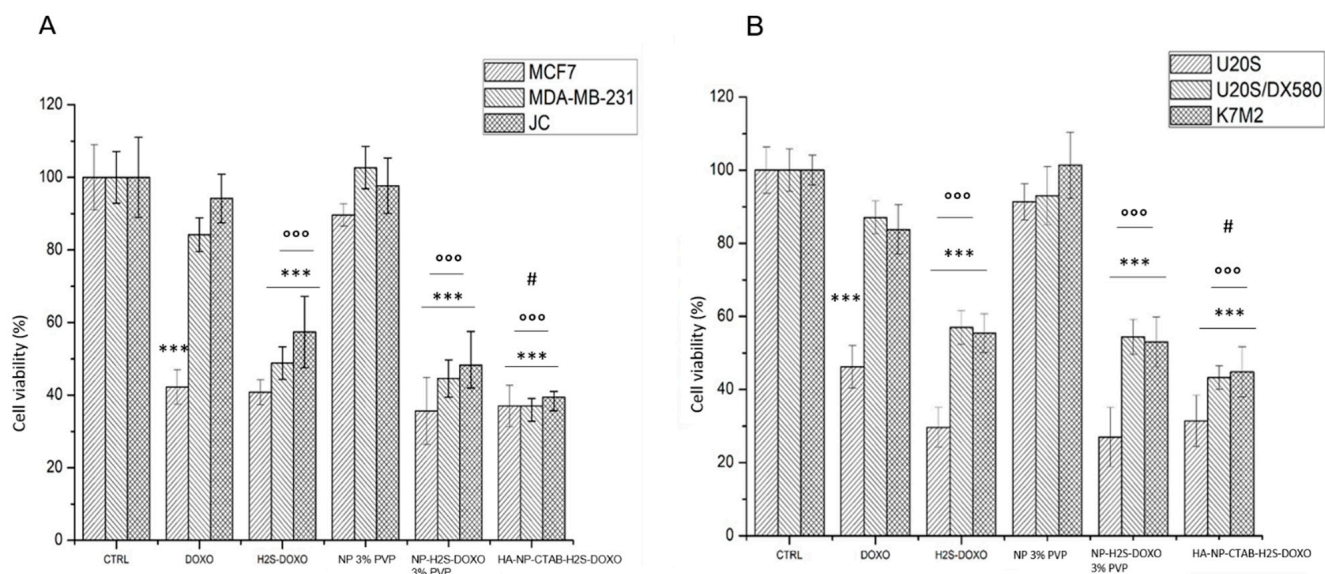 A
MCF7
MDA-MB-231
JC
120
100
80
60
40
20
0
Cell viability (%)
***
°°°
***
°°°
***
#
°°°
***
CTRL
DOXO
H2S-DOXO
NP 3% PVP
NP-H2S-DOXO
3% PVP
HA-NP-CTAB-H2S-DOXO
B
U20S
U20S/DX580
K7M2
120
100
80
60
40
20
0
Cell viability (%)
***
°°°
***
°°°
***
#
°°°
***
CTRL
DOXO
H2S-DOXO
NP 3% PVP
NP-H2S-DOXO
3% PVP
HA-NP-CTAB-H2S-DOXO